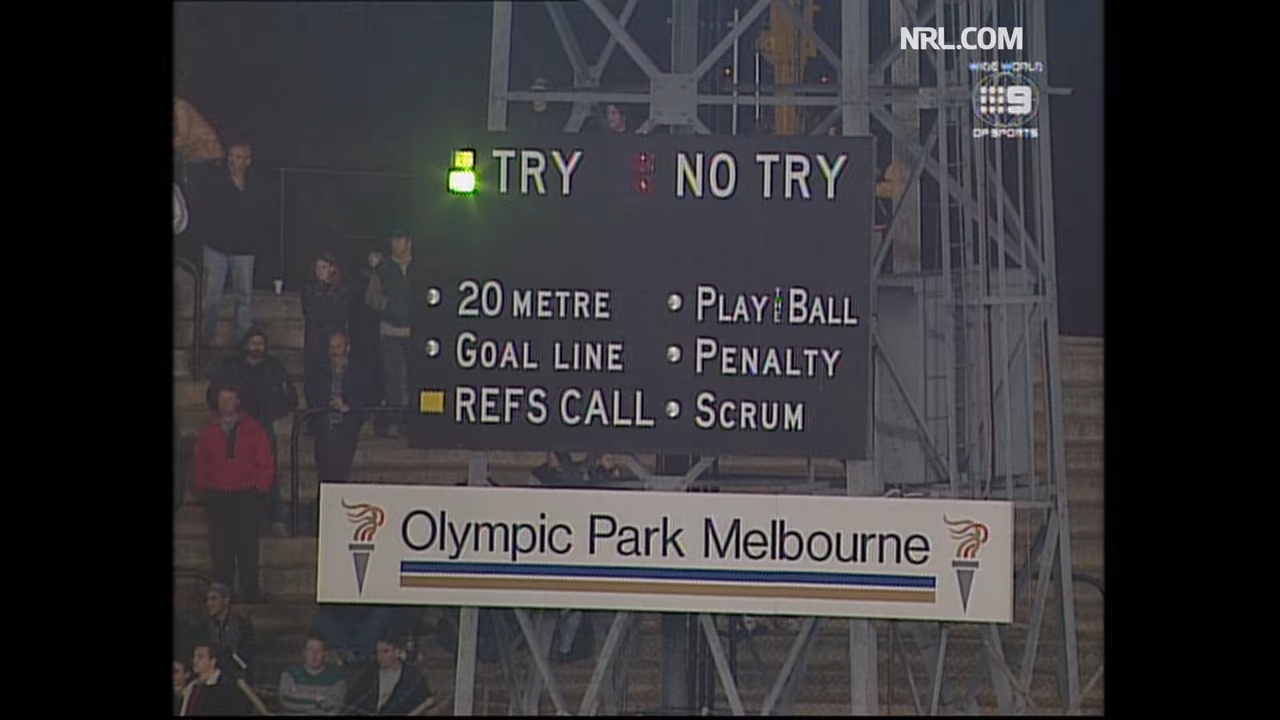 NRL.COM
WIDE WORLD
9
OF SPORTS
TRY NO TRY
20 METRE PLAY THE BALL
GOAL LINE PENALTY
REFS CALL SCRUM
Olympic Park Melbourne